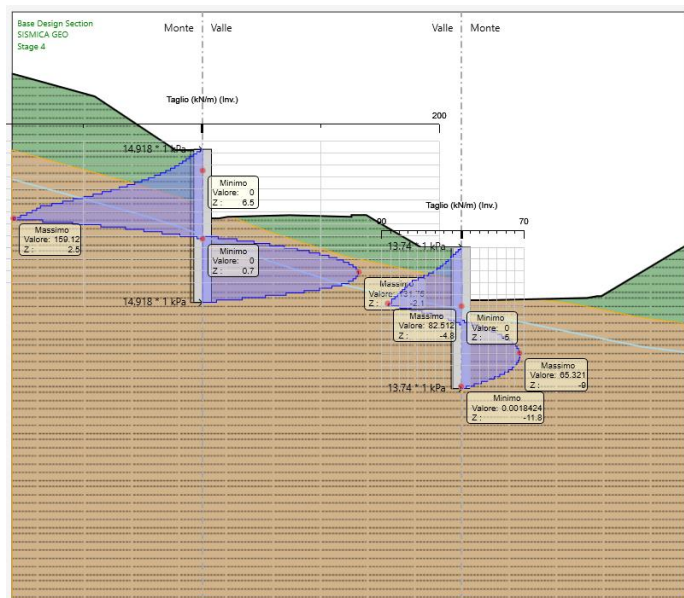 Base Design Section
SISMICA GEO
Stage 4
Monte
Valle
Valle
Monte
Taglio (kN/m) (Inv.)
200
14.918 * 1 kPa
Minimo
Valore: 0
Z : 6.5
Massimo
Valore: 159.12
Z : 2.5
Minimo
Valore: 0
Z : 0.7
14.918 * 1 kPa
Taglio (kN/m) (Inv.)
90
70
13.74 * 1 kPa
Massimo
Z : -2.1
Massimo
Valore: 82.512
Z : -4.8
Minimo
Valore: 0
Z : -5
Massimo
Valore: 65.321
Z : -9
13.74 * 1 kPa
Minimo
Valore: 0.0018424
Z : -11.8